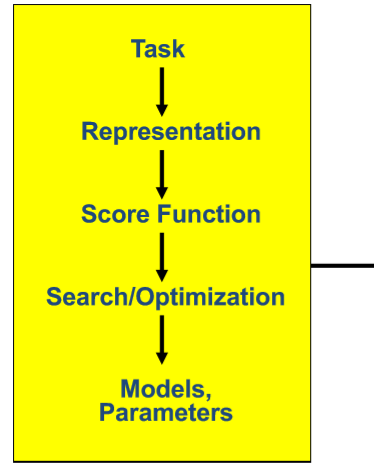 Task
Representation
Score Function
Search/Optimization
Models,
Parameters